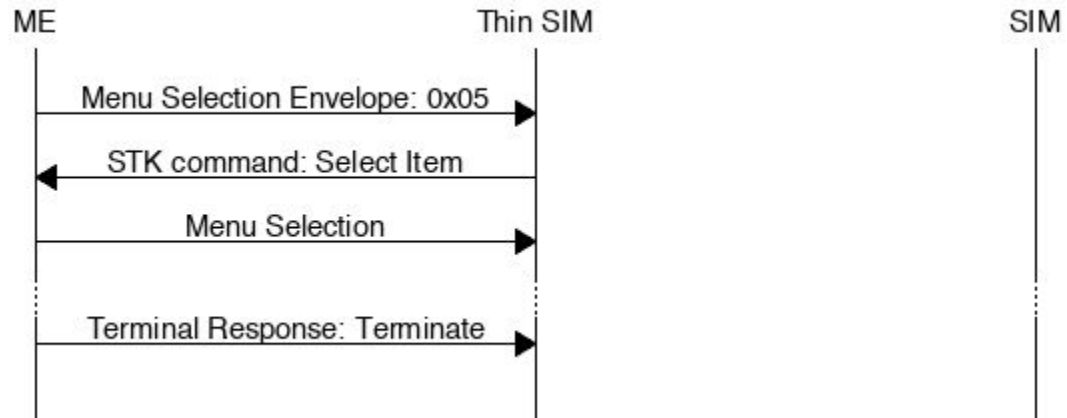 ME Thin SIM SIM
Menu Selection Envelope: 0x05
STK command: Select Item
Menu Selection
Terminal Response: Terminate